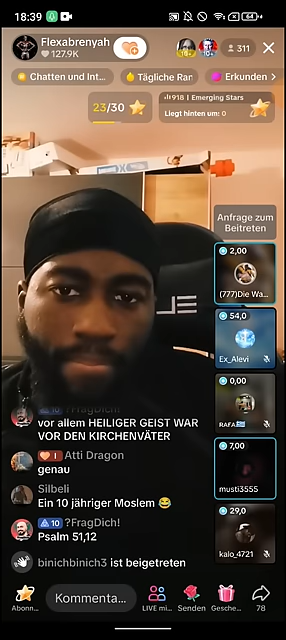 18:39
64
Flexabrenyah
127.9K
311
Chatten und Int...
Tägliche Ran
Erkunden
23/30
918 | Emerging Stars
Liegt hinten um: 0
Anfrage zum
Beitreten
2,00
(777)Die Wa...
54,0
Ex_Alevi
0,00
RAFA
7,00
musti3555
29,0
kalo_4721
10 ?FragDich!
vor allem HEILIGER GEIST WAR
VOR DEN KIRCHENVÄTER
I Atti Dragon
genau
Silbeli
Ein 10 jähriger Moslem 😂
10 ?FragDich!
Psalm 51,12
binichbinich3 ist beigetreten
Abonn...
Kommenta...
LIVE mi...
Senden
Gesche...
78